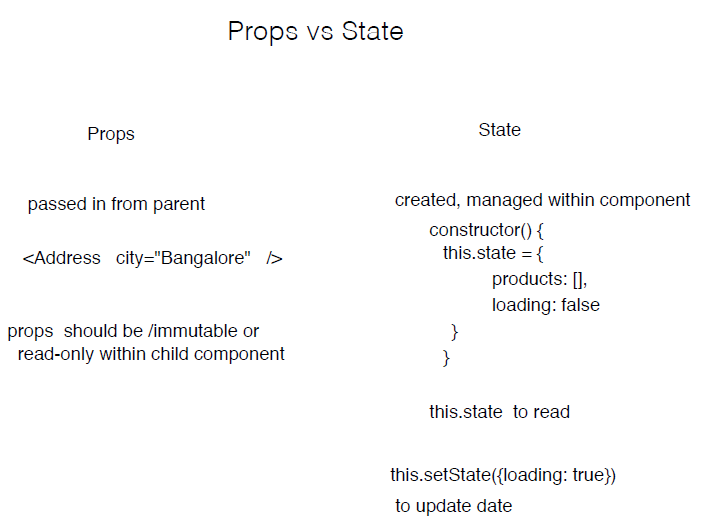 Props vs State
Props
passed in from parent
<Address city="Bangalore" />
props should be /immutable or
read-only within child component
State
created, managed within component
constructor() {
this.state = {
products: [],
loading: false
}
}
this.state to read
this.setState({loading: true})
to update date